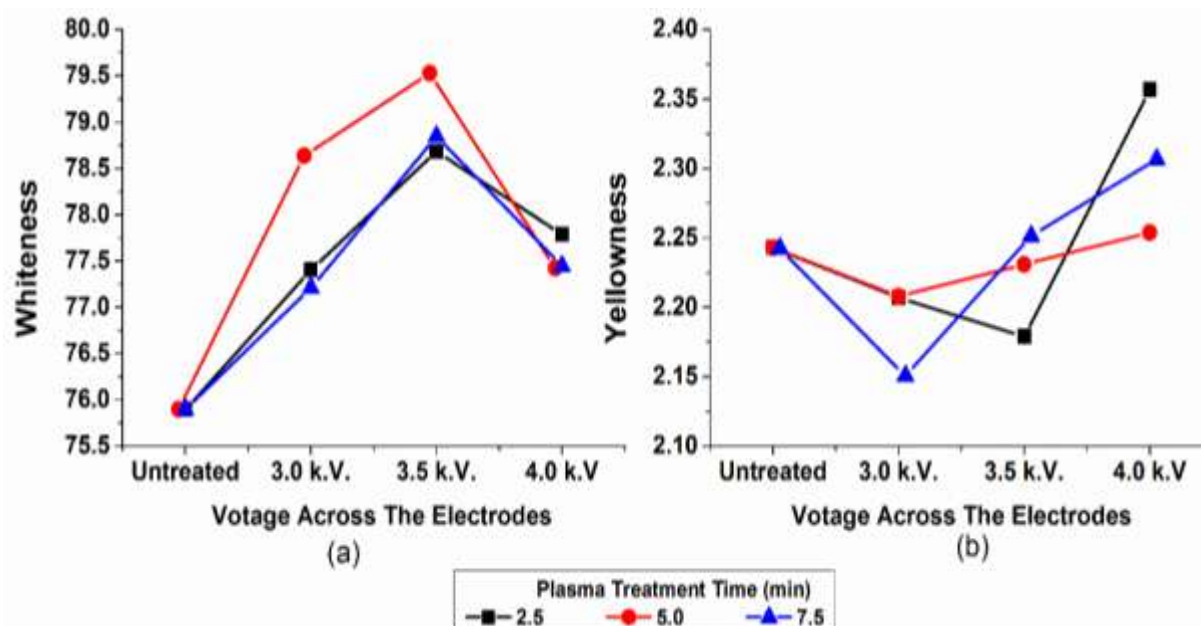 80.0
79.5
79.0
78.5
78.0
77.5
77.0
76.5
76.0
75.5
Whiteness
Untreated 3.0 k.V. 3.5 k.V. 4.0 k.V
Votage Across The Electrodes
(a)
2.40
2.35
2.30
2.25
2.20
2.15
2.10
Yellowness
Untreated 3.0 k.V. 3.5 k.V. 4.0 k.V
Votage Across The Electrodes
(b)
Plasma Treatment Time (min)
2.5 5.0 7.5